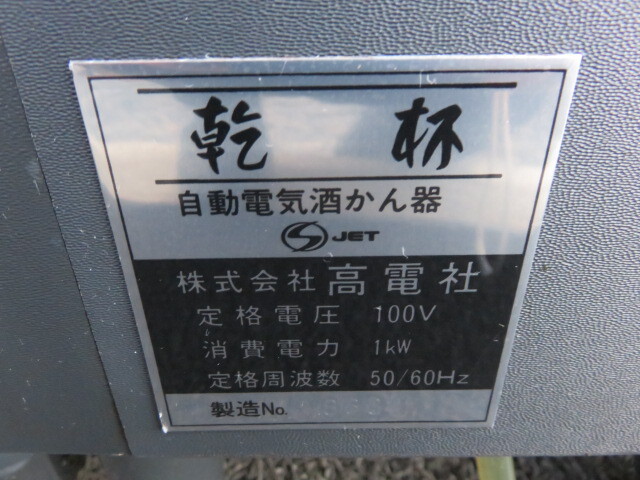 乾杯
自動電気酒かん器
JET
株式会社 高電社
定格電圧 100V
消費電力 1kW
定格周波数 50/60Hz
製造No.